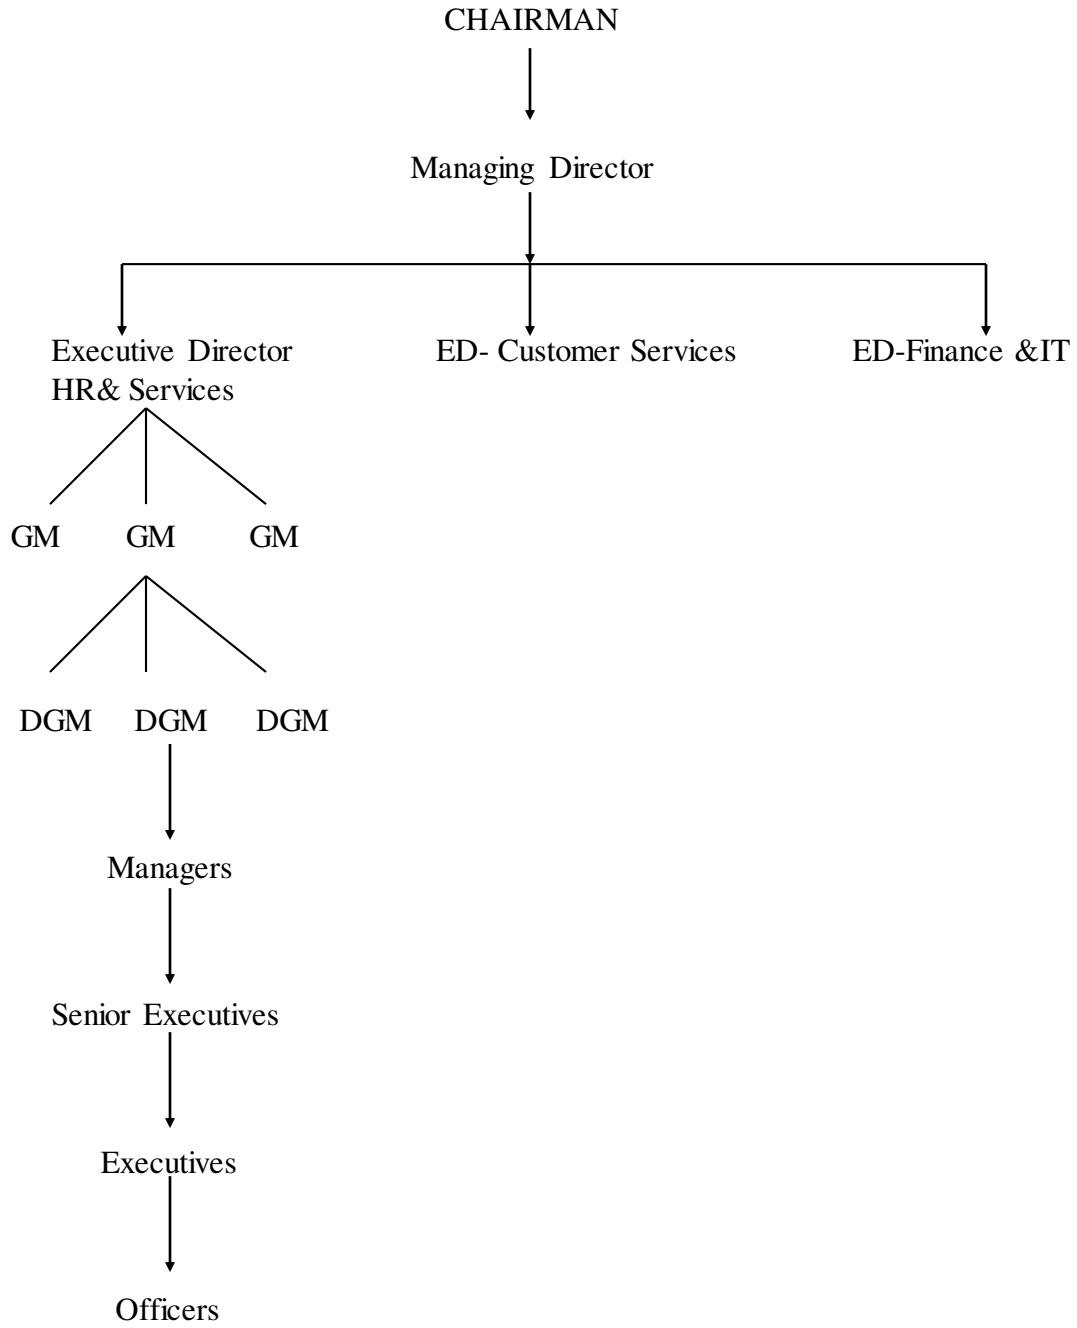 CHAIRMAN
Managing Director
Executive Director
HR& Services
ED- Customer Services
ED-Finance &IT
GM GM GM
DGM DGM DGM
Managers
Senior Executives
Executives
Officers